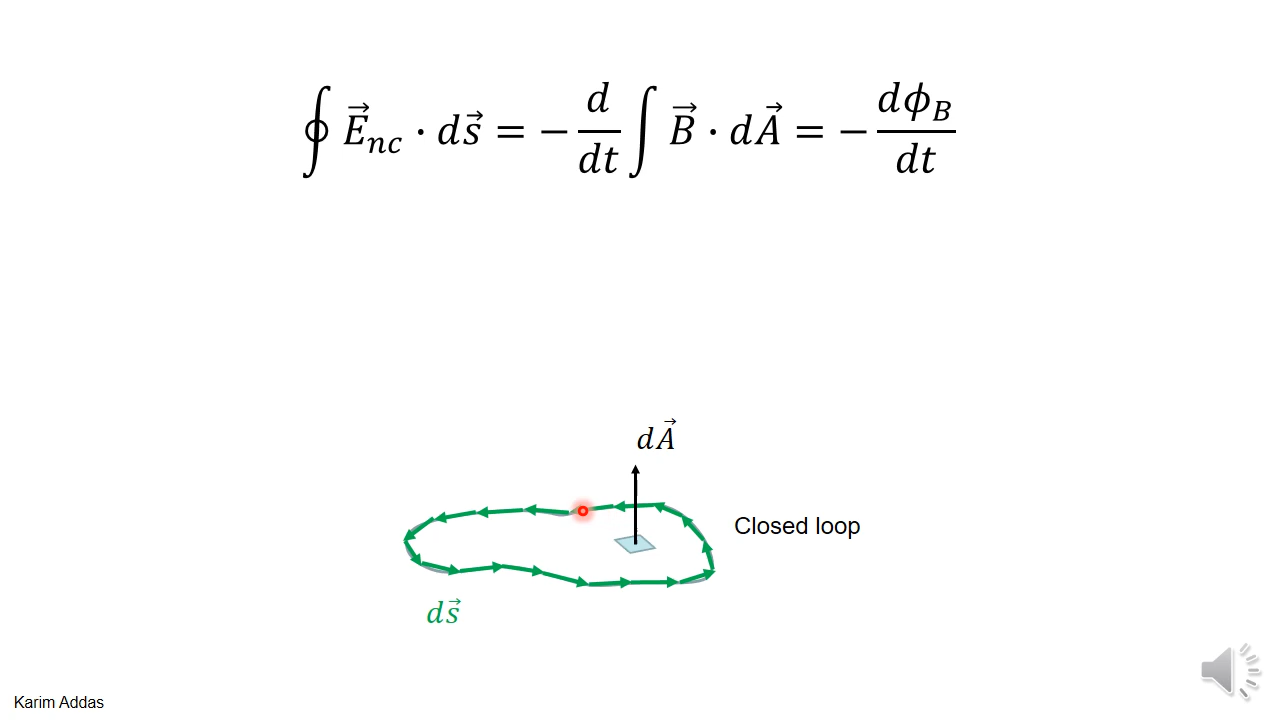 ∮ E⃗_nc · ds⃗ = − d/dt ∫ B⃗ · dA⃗ = − dϕ_B/dt
dA⃗
Closed loop
ds⃗
Karim Addas